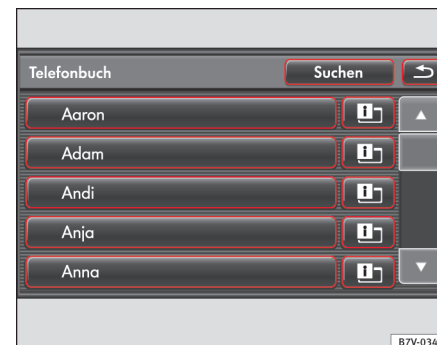 Telefonbuch Suchen
Aaron
Adam
Andi
Anja
Anna
B7V-034